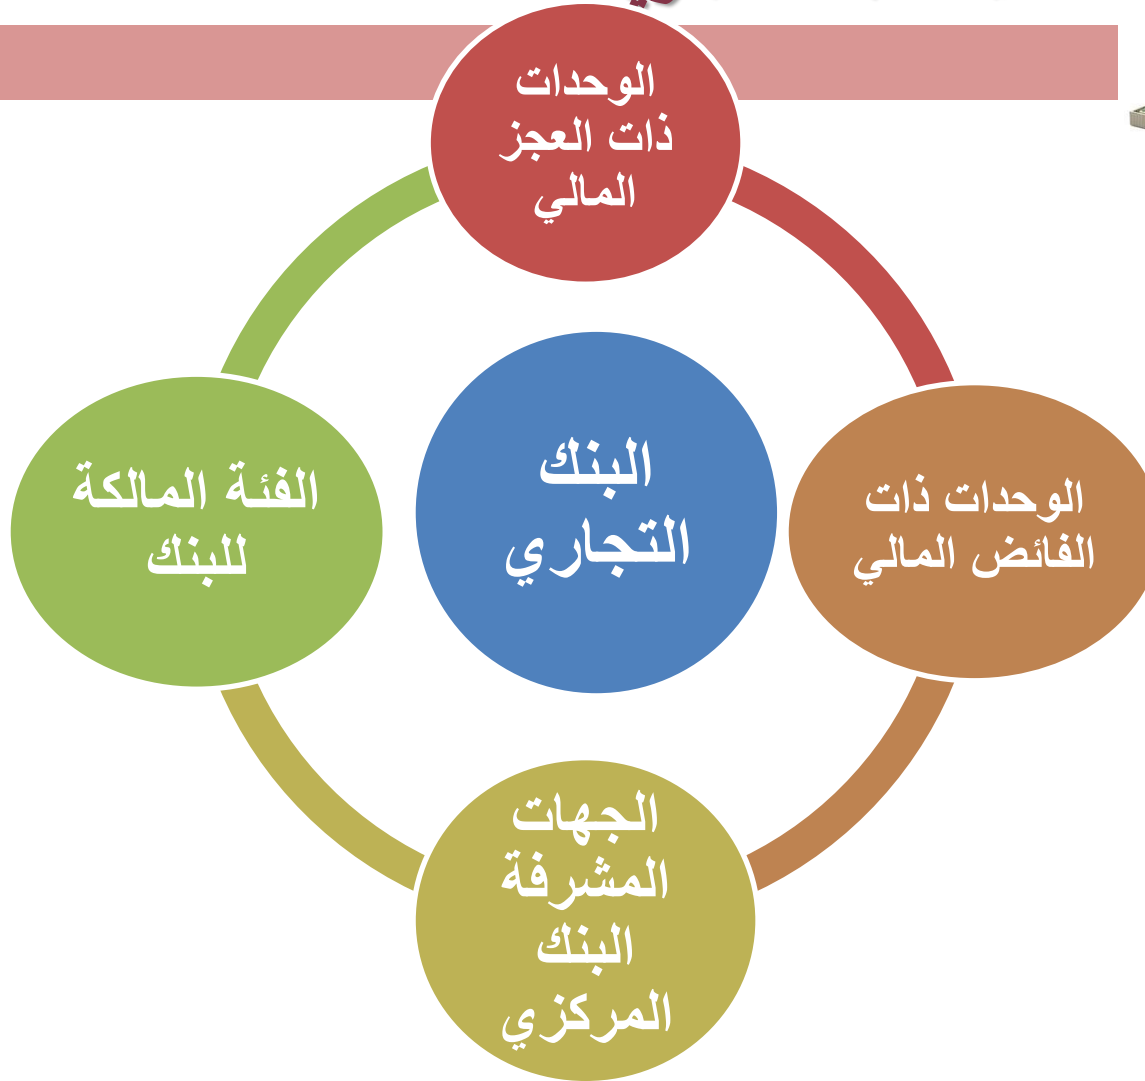 الوحدات
ذات العجز
المالي
الوحدات ذات
الفائض المالي
البنك
التجاري
الفئة المالكة
للبنك
الجهات
المشرفة
البنك
المركزي